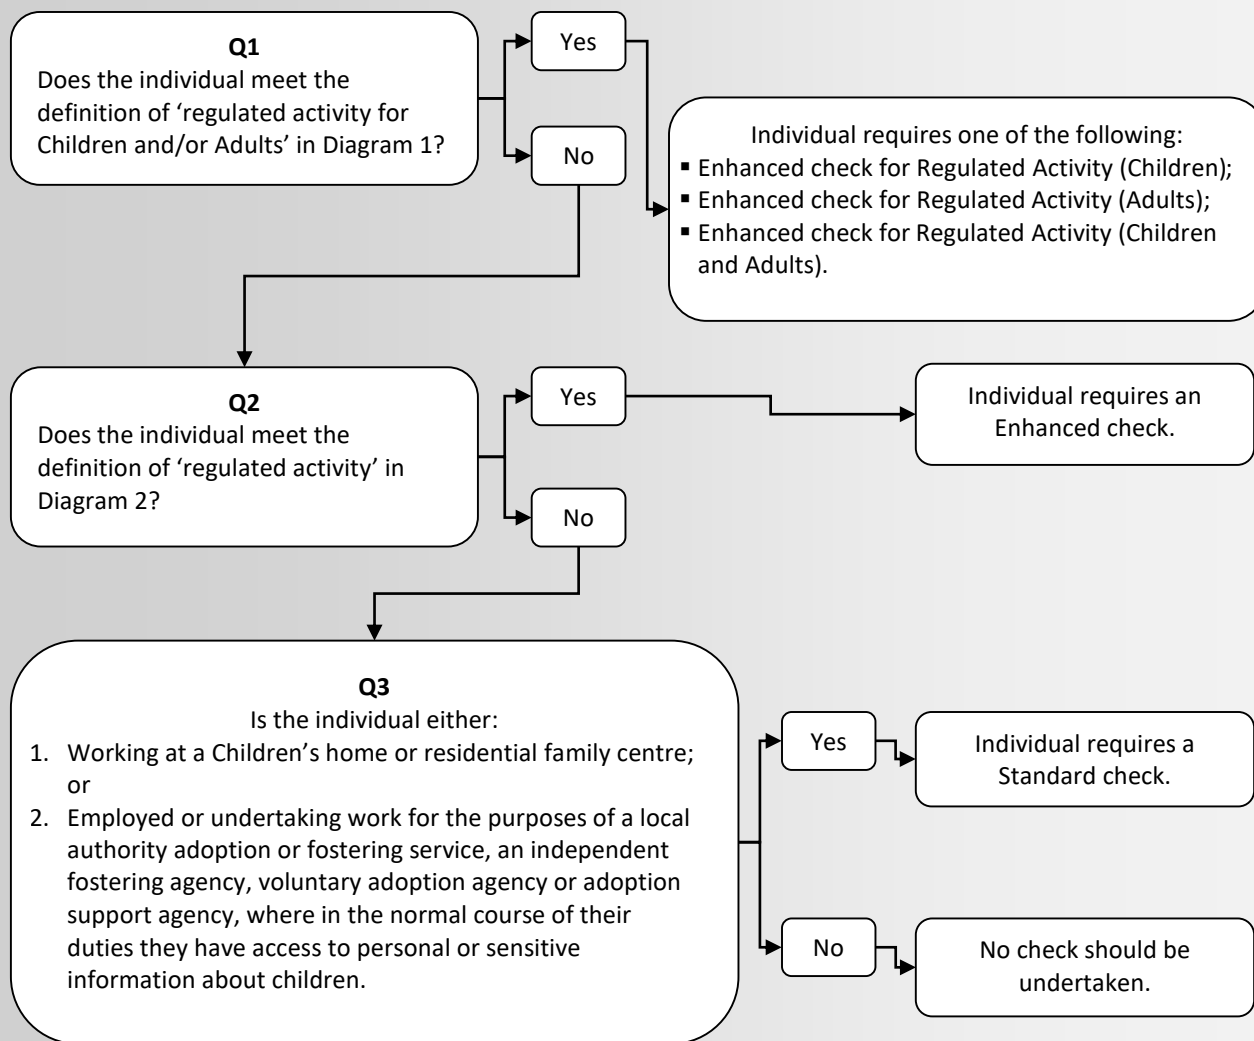 Q1
Does the individual meet the
definition of ‘regulated activity for
Children and/or Adults’ in Diagram 1?
Yes
No
Individual requires one of the following:
▪ Enhanced check for Regulated Activity (Children);
▪ Enhanced check for Regulated Activity (Adults);
▪ Enhanced check for Regulated Activity (Children
and Adults).
Q2
Does the individual meet the
definition of ‘regulated activity’ in
Diagram 2?
Yes
No
Individual requires an
Enhanced check.
Q3
Is the individual either:
1. Working at a Children’s home or residential family centre;
or
2. Employed or undertaking work for the purposes of a local
authority adoption or fostering service, an independent
fostering agency, voluntary adoption agency or adoption
support agency, where in the normal course of their
duties they have access to personal or sensitive
information about children.
Yes
Individual requires a
Standard check.
No
No check should be
undertaken.